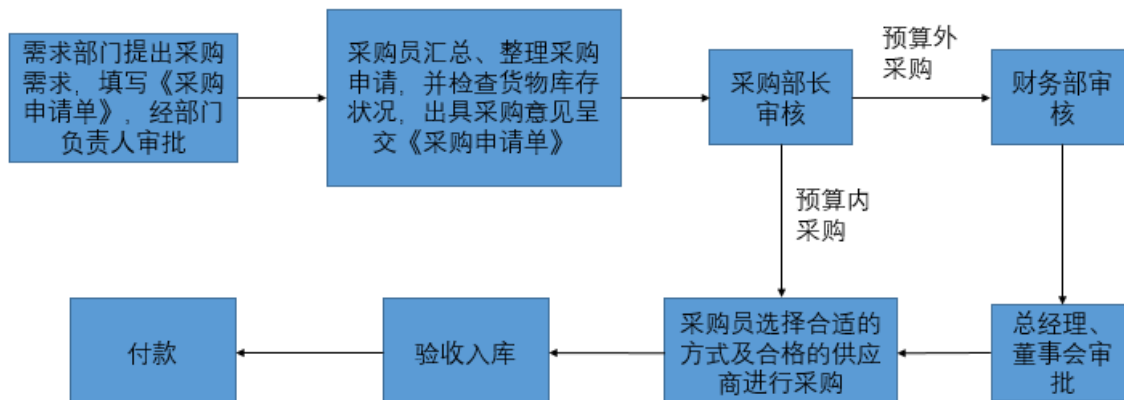 需求部门提出采购
需求，填写《采购
申请单》，经部门
负责人审批
采购员汇总、整理采购
申请，并检查货物库存
状况，出具采购意见呈
交《采购申请单》
采购部长
审核
预算外
采购
财务部审
核
预算内
采购
总经理、
董事会审
批
采购员选择合适的
方式及合格的供应
商进行采购
验收入库
付款